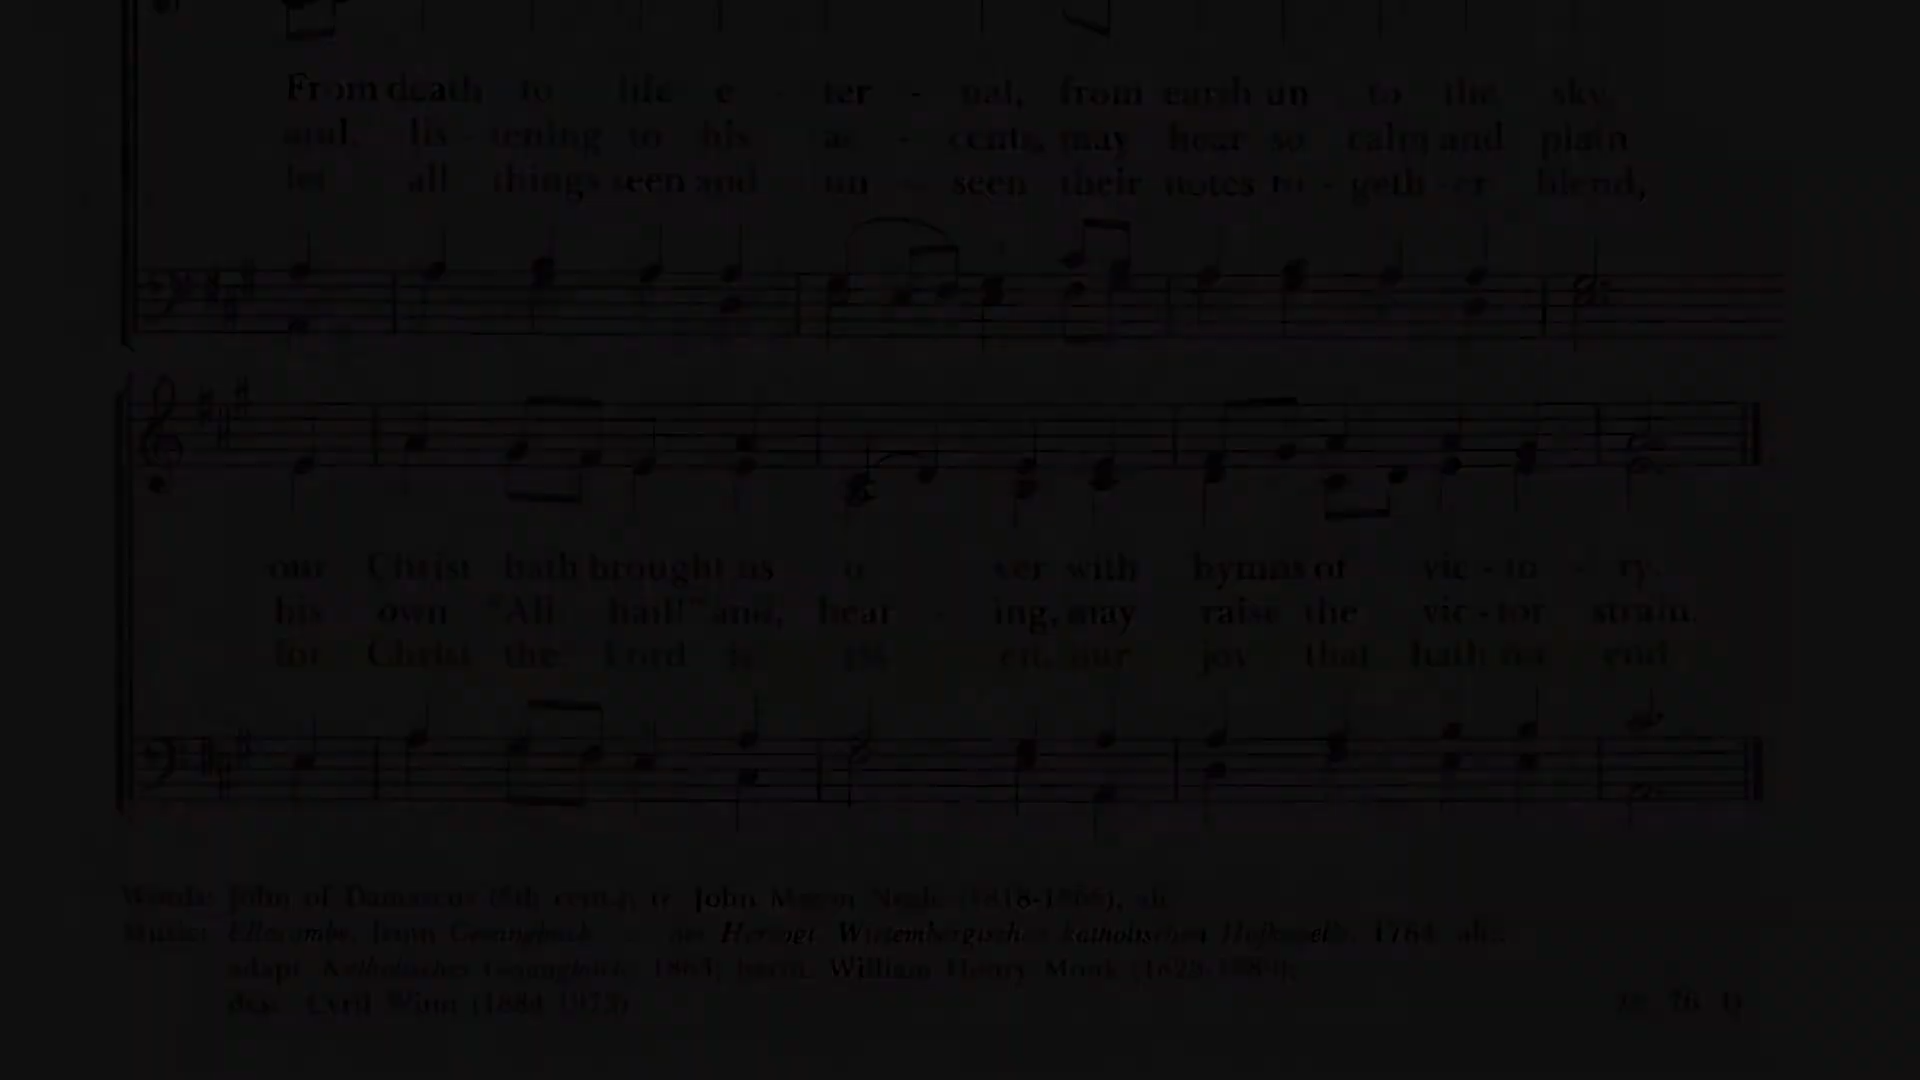 From death to life e - ter - nal, from earth un - to the sky,
and, lis - tening to his ac - cents, may hear so calm and plain
let all things seen and un - seen their notes to - geth - er blend,
our Christ hath brought us o - ver with hymns of vic - to - ry.
his own "All hail!" and, hear - ing, may raise the vic - tor strain.
for Christ the Lord is ris - en, our joy that hath no end.
Words: John of Damascus (8th cent.); tr. John Mason Neale (1818-1866), alt.
Music: Ellacombe, from Gesangbuch der Herzogl. Wirtembergischen katholischen Hofkapelle, 1784, alt.;
adapt. Katholisches Gesangbuch, 1863; harm. William Henry Monk (1823-1889);
desc. Cyril Winn (1884-1973)